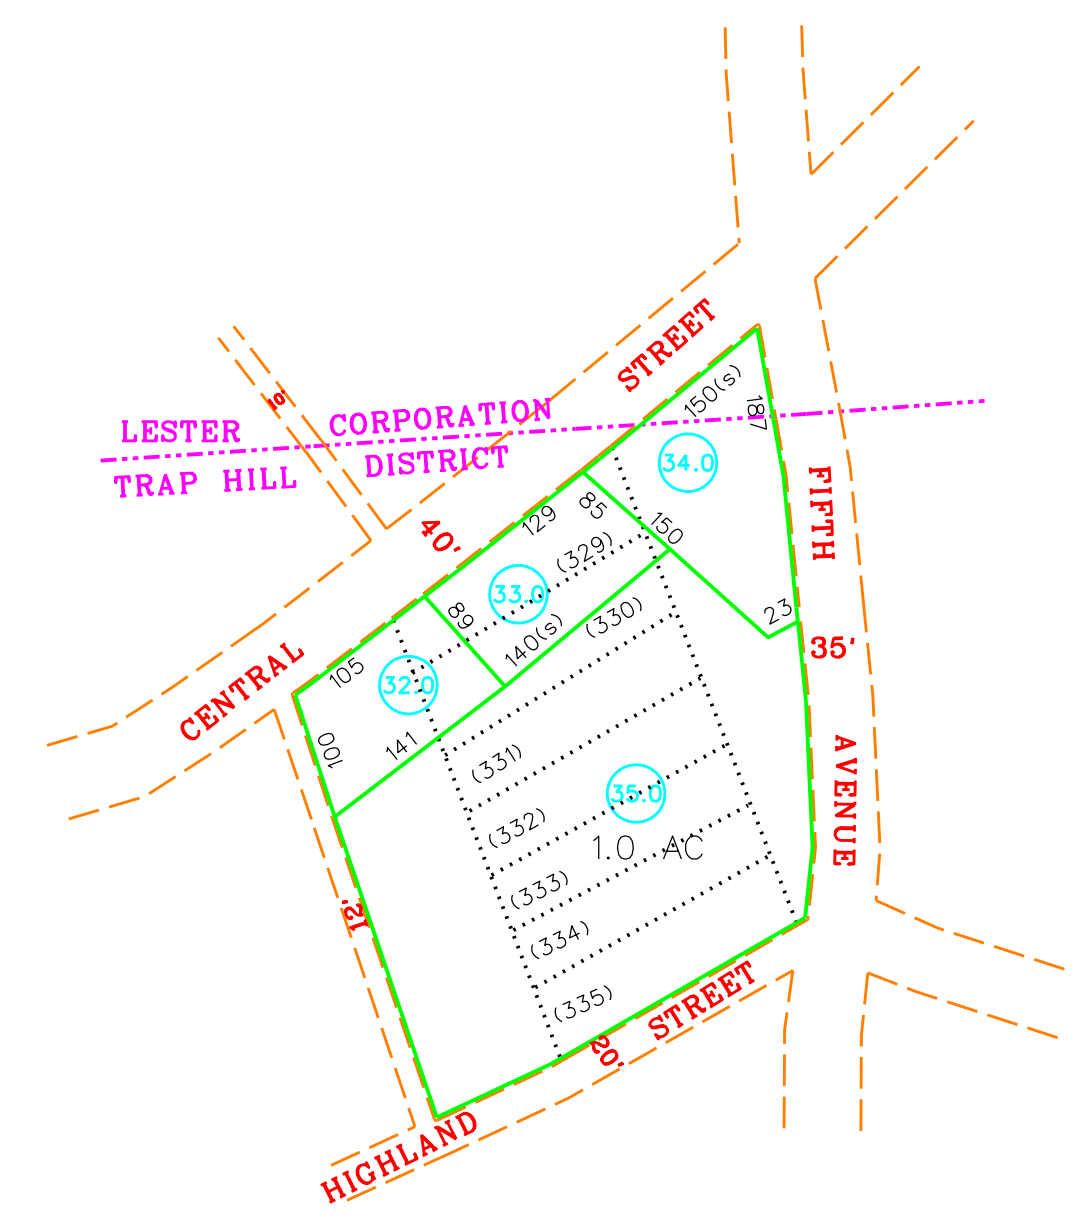 STREET
150(s)
187
9'
LESTER CORPORATION
TRAP HILL DISTRICT
34.0
FIFTH
40'
129
85
150
(329)
33.0
89
140(s)
(330)
23
35'
CENTRAL
105
32.0
100
141
(331)
35.0
(332)
1.0 AC
AVENUE
(333)
12'
(334)
(335)
STREET
20'
HIGHLAND